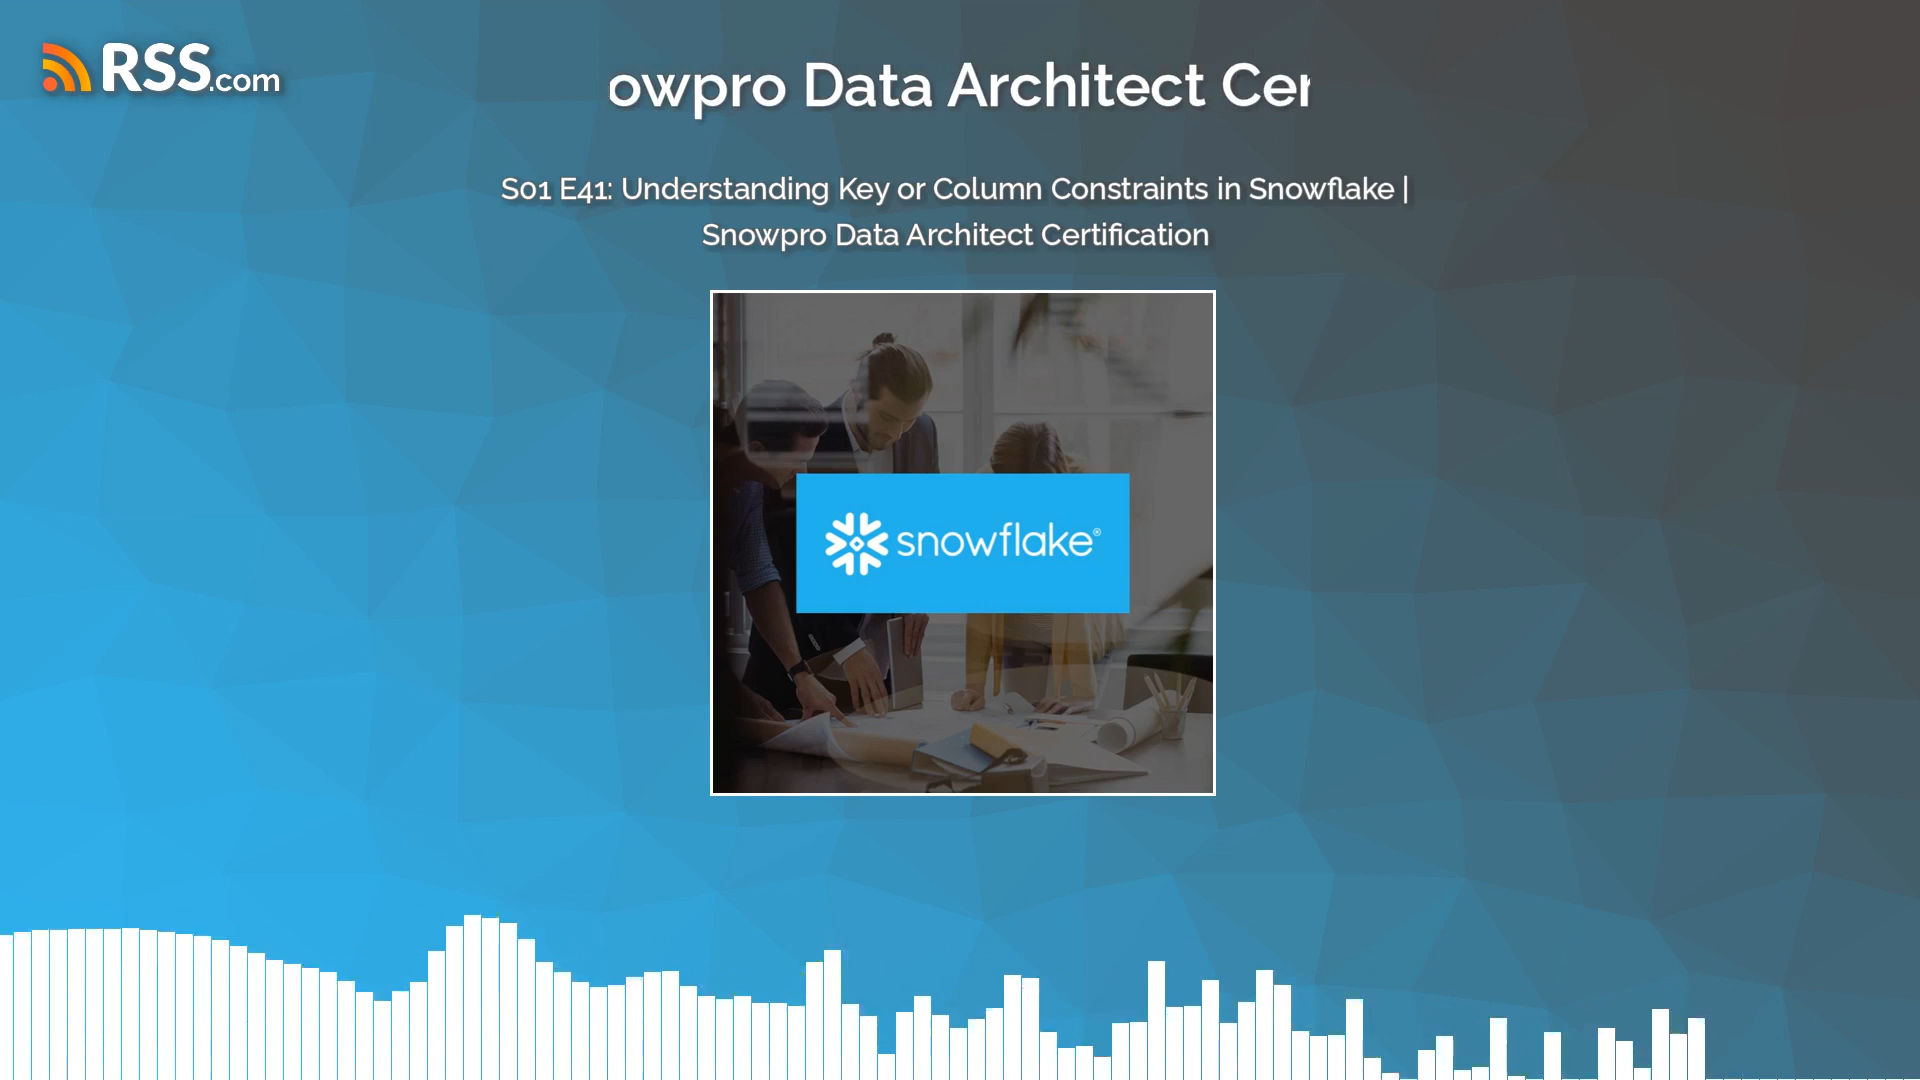 RSS.com
owpro Data Architect Cer
S01 E41: Understanding Key or Column Constraints in Snowflake |
Snowpro Data Architect Certification
snowflake®